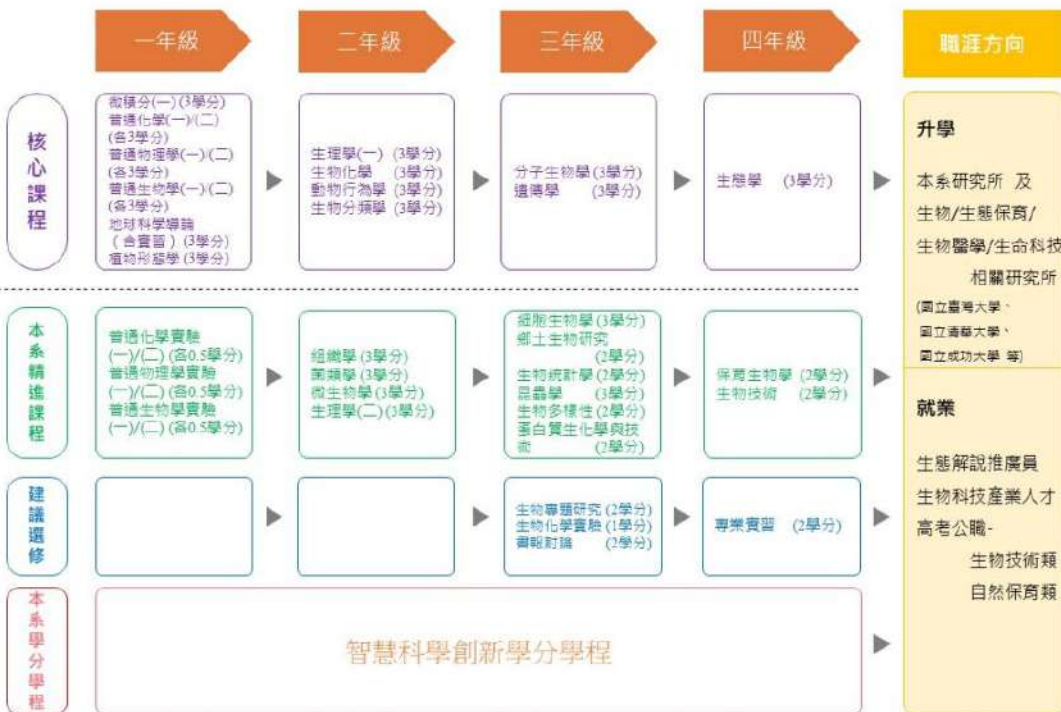 一年級
二年級
三年級
四年級
職涯方向
核心課程
微積分(一) (3學分)
普通化學(一)/(二)
(各3學分)
普通物理學(一)/(二)
(各3學分)
普通生物學(一)/(二)
(各3學分)
地球科學導論
(含實習) (3學分)
植物形態學 (3學分)
生理學(一) (3學分)
生物化學 (3學分)
動物行為學 (3學分)
生物分類學 (3學分)
分子生物學 (3學分)
遺傳學 (3學分)
生態學 (3學分)
本系精進課程
普通化學實驗
(一)/(二) (各0.5學分)
普通物理學實驗
(一)/(二) (各0.5學分)
普通生物學實驗
(一)/(二) (各0.5學分)
組織學 (3學分)
菌類學 (3學分)
微生物學 (3學分)
生理學(二) (3學分)
細胞生物學 (3學分)
鄉土生物研究
(2學分)
生物統計學 (2學分)
昆蟲學 (3學分)
生物多樣性 (2學分)
蛋白質生化學與技
術 (2學分)
保育生物學 (2學分)
生物技術 (2學分)
建議選修
生物專題研究 (2學分)
生物化學實驗 (1學分)
書報討論 (2學分)
專業實習 (2學分)
本系學分學程
智慧科學創新學分學程
升學
本系研究所 及
生物/生態保育/
生物醫學/生命科技
相關研究所
(國立臺灣大學、
國立清華大學、
國立成功大學 等)
就業
生態解說推廣員
生物科技產業人才
高考公職-
生物技術類
自然保育類